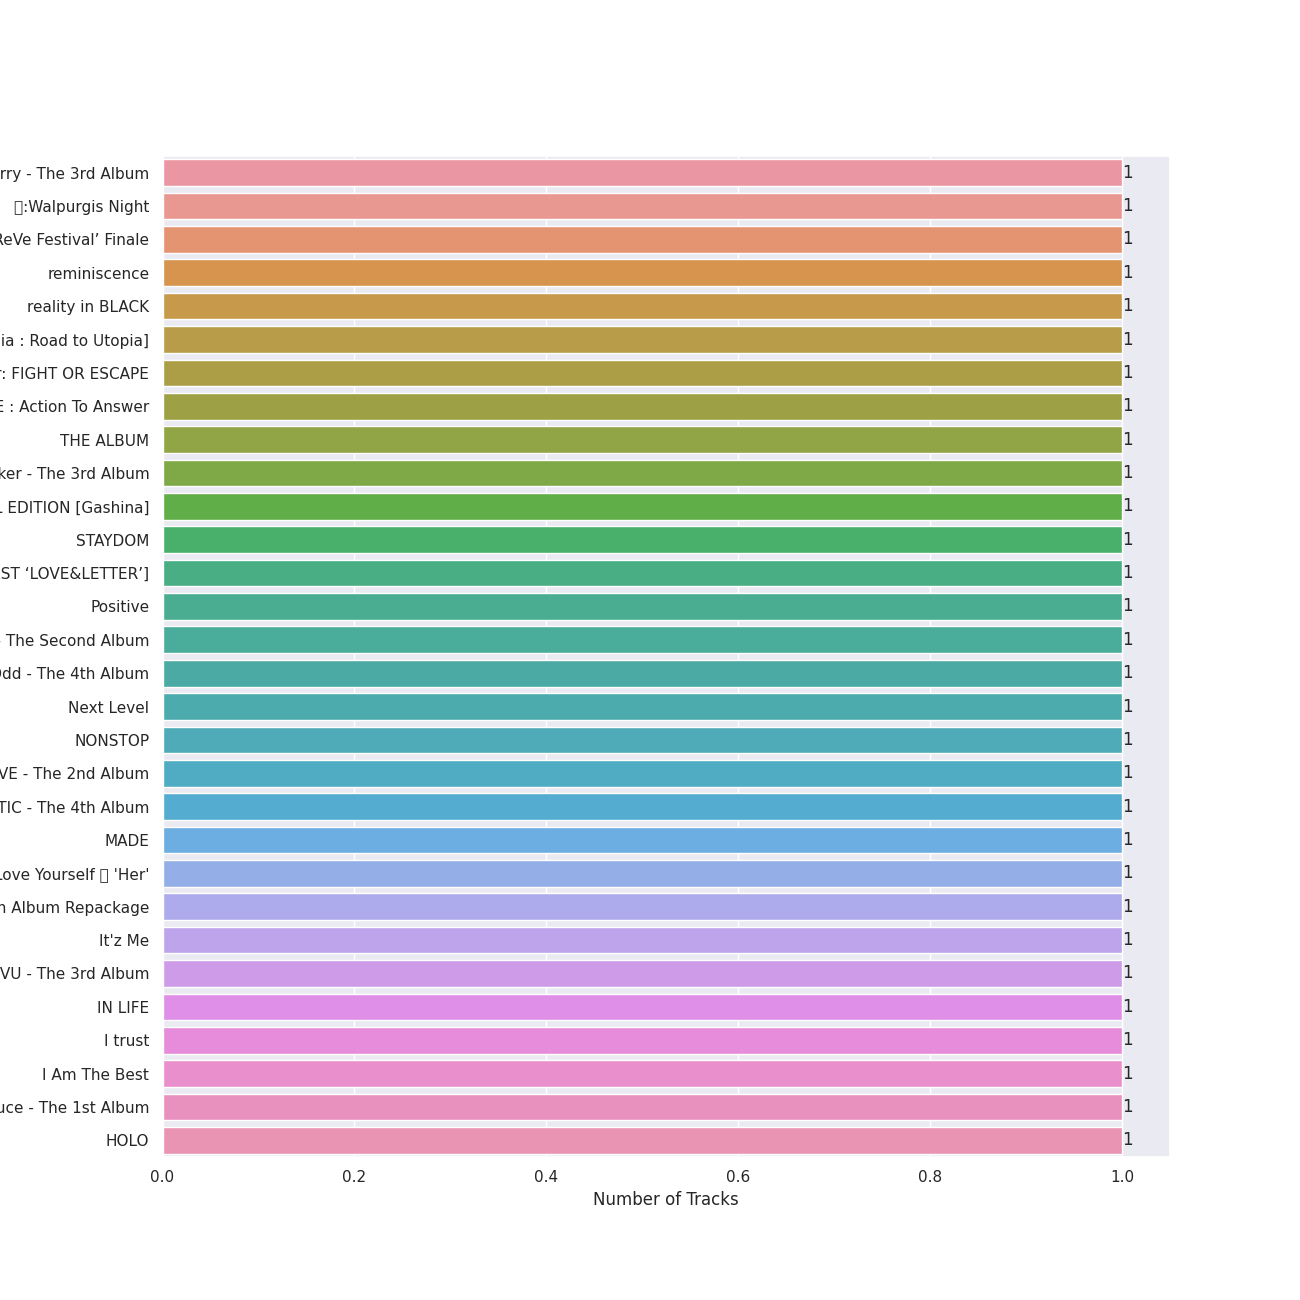 rry - The 3rd Album 1
:Walpurgis Night 1
ReVe Festival’ Finale 1
reminiscence 1
reality in BLACK 1
ia : Road to Utopia] 1
: FIGHT OR ESCAPE 1
E : Action To Answer 1
THE ALBUM 1
ker - The 3rd Album 1
EDITION [Gashina] 1
STAYDOM 1
ST ‘LOVE&LETTER’] 1
Positive 1
- The Second Album 1
Odd - The 4th Album 1
Next Level 1
NONSTOP 1
VE - The 2nd Album 1
TIC - The 4th Album 1
MADE 1
Love Yourself 'Her' 1
h Album Repackage 1
It'z Me 1
VU - The 3rd Album 1
IN LIFE 1
I trust 1
I Am The Best 1
uce - The 1st Album 1
HOLO 1
0.0 0.2 0.4 0.6 0.8 1.0
Number of Tracks